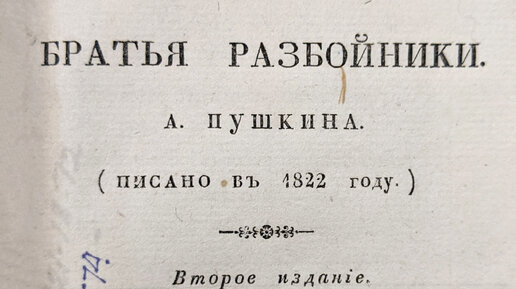 БРАТЬЯ РАЗБОЙНИКИ.
А. ПУШКИНА.
( ПИСАНО ВЪ 1822 году. )
Второе изданіе.